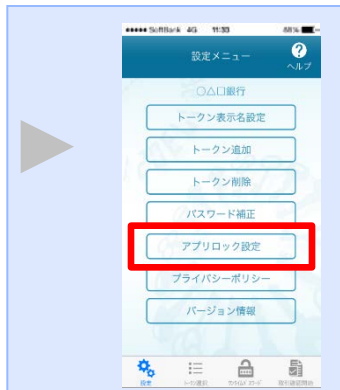 SoftBank 4G 11:33 88%
設定メニュー
?
ヘルプ
○△□銀行
トークン表示名設定
トークン追加
トークン削除
パスワード補正
アプリロック設定
プライバシーポリシー
バージョン情報
設定